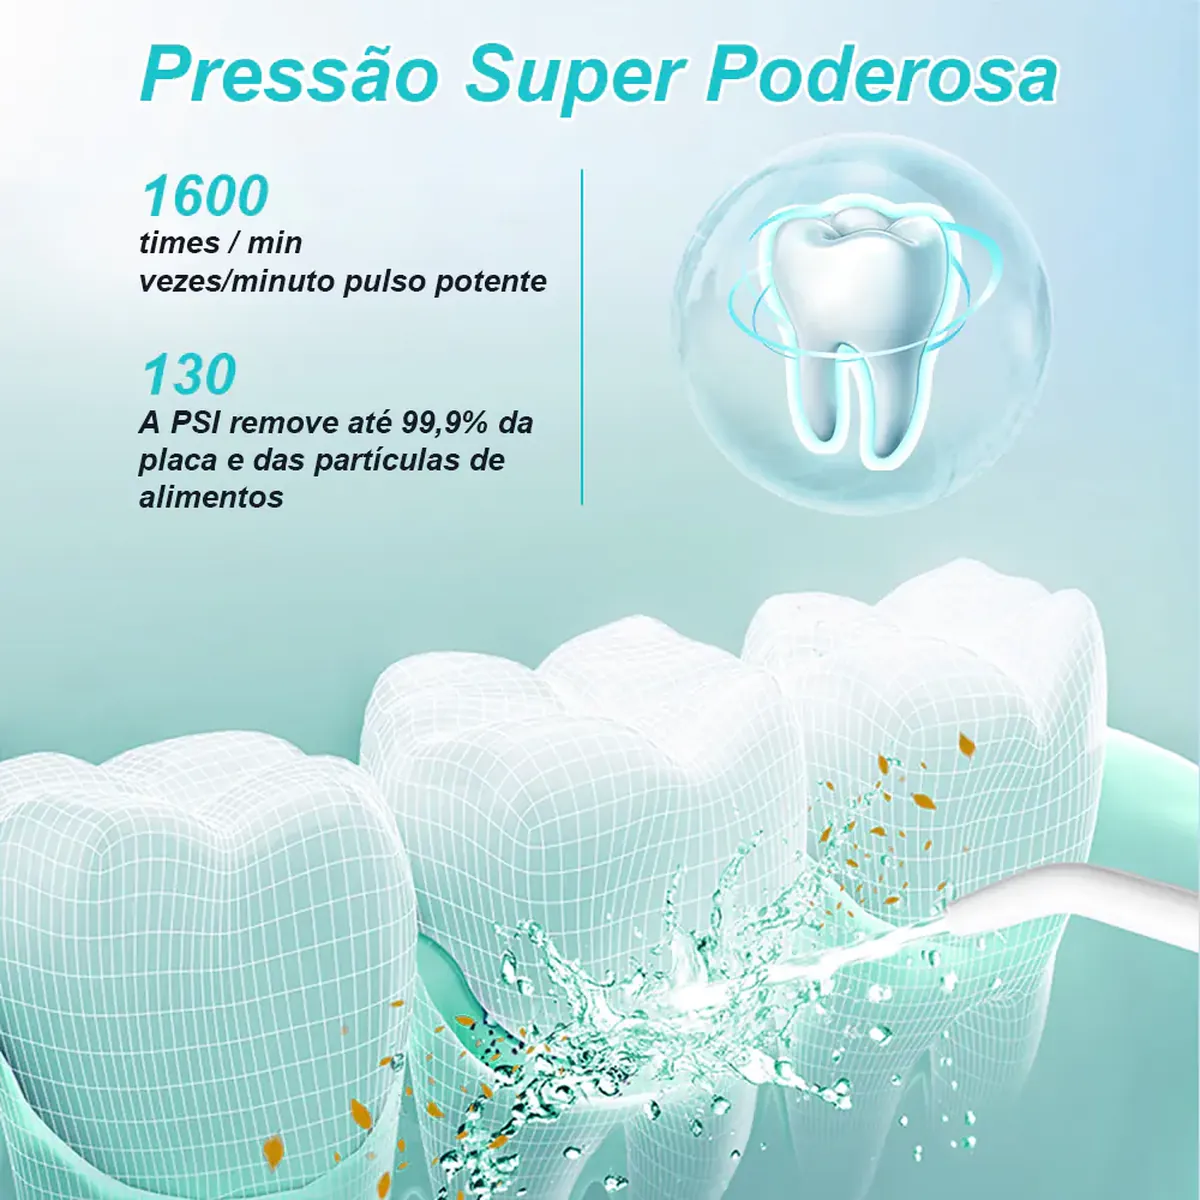 Pressão Super Poderosa
1600
times / min
vezes/minuto pulso potente
130
A PSI remove até 99,9% da
placa e das partículas de
alimentos